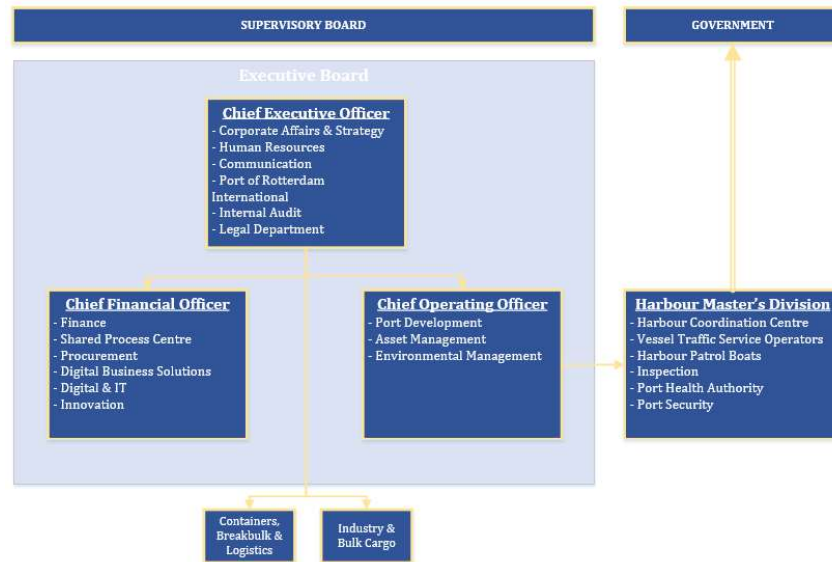 SUPERVISORY BOARD
GOVERNMENT
Executive Board
Chief Executive Officer
- Corporate Affairs & Strategy
- Human Resources
- Communication
- Port of Rotterdam
International
- Internal Audit
- Legal Department
Chief Financial Officer
- Finance
- Shared Process Centre
- Procurement
- Digital Business Solutions
- Digital & IT
- Innovation
Chief Operating Officer
- Port Development
- Asset Management
- Environmental Management
Harbour Master's Division
- Harbour Coordination Centre
- Vessel Traffic Service Operators
- Harbour Patrol Boats
- Inspection
- Port Health Authority
- Port Security
Containers,
Breakbulk &
Logistics
Industry &
Bulk Cargo